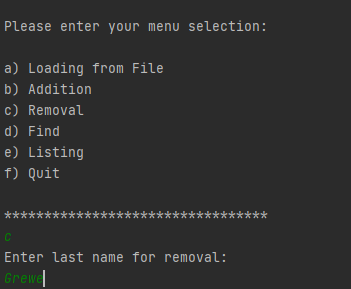 Please enter your menu selection:
a) Loading from File
b) Addition
c) Removal
d) Find
e) Listing
f) Quit
*********************************
c
Enter last name for removal:
Grewe